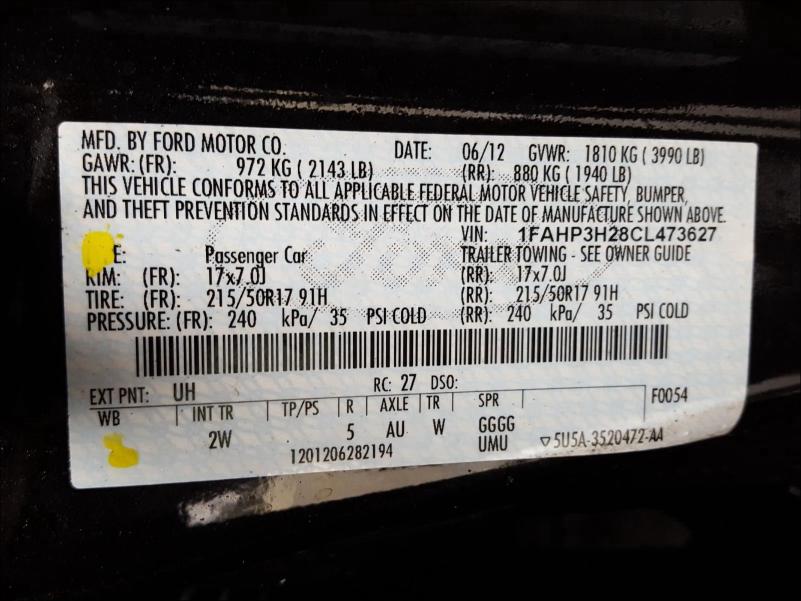 MFD. BY FORD MOTOR CO. DATE: 06/12 GVWR: 1810 KG ( 3990 LB)
GAWR: (FR): 972 KG ( 2143 LB) (RR): 880 KG ( 1940 LB)
THIS VEHICLE CONFORMS TO ALL APPLICABLE FEDERAL MOTOR VEHICLE SAFETY, BUMPER,
AND THEFT PREVENTION STANDARDS IN EFFECT ON THE DATE OF MANUFACTURE SHOWN ABOVE.
VIN: 1FAHP3H28CL473627
E: Passenger Car TRAILER TOWING - SEE OWNER GUIDE
RIM: (FR): 17x7.0J (RR): 17x7.0J
TIRE: (FR): 215/50R17 91H (RR): 215/50R17 91H
PRESSURE: (FR): 240 kPa/ 35 PSI COLD (RR): 240 kPa/ 35 PSI COLD
EXT PNT: UH RC: 27 DSO: F0054
WB INT TR TP/PS R AXLE TR SPR
2W 5 AU W GGGG
UMU
1201206282194 ▽5U5A-3520472-AA